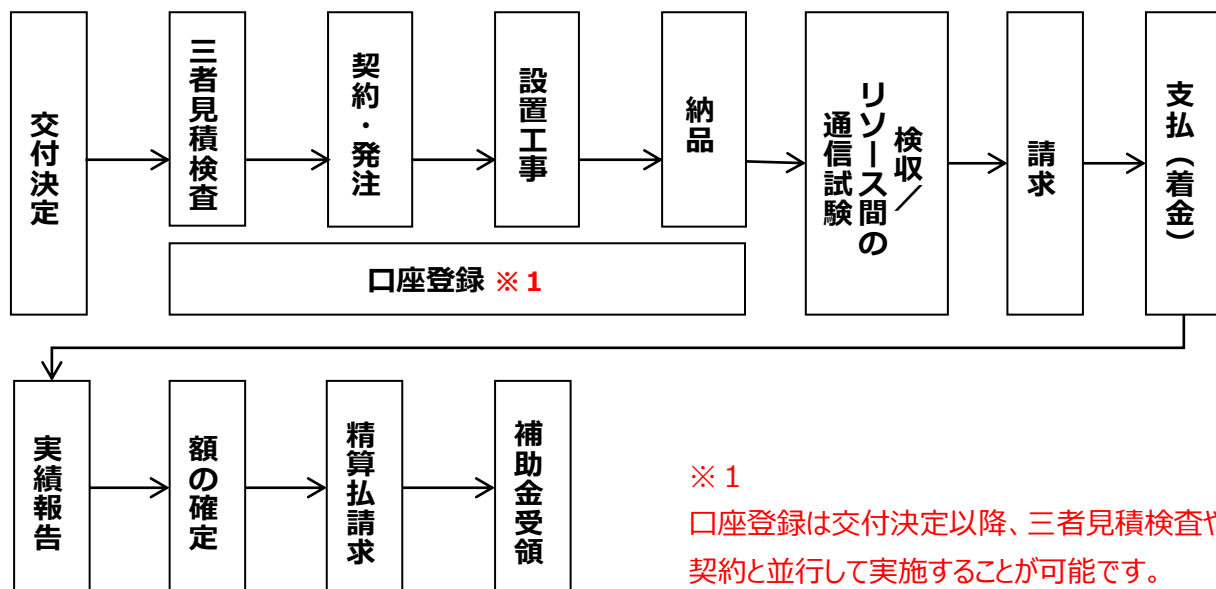 交付決定
三者見積検査
契約・発注
設置工事
納品
検収／
リソース間の
通信試験
請求
支払（着金）
口座登録 ※１
実績報告
額の確定
精算払請求
補助金受領
※１
口座登録は交付決定以降、三者見積検査や
契約と並行して実施することが可能です。